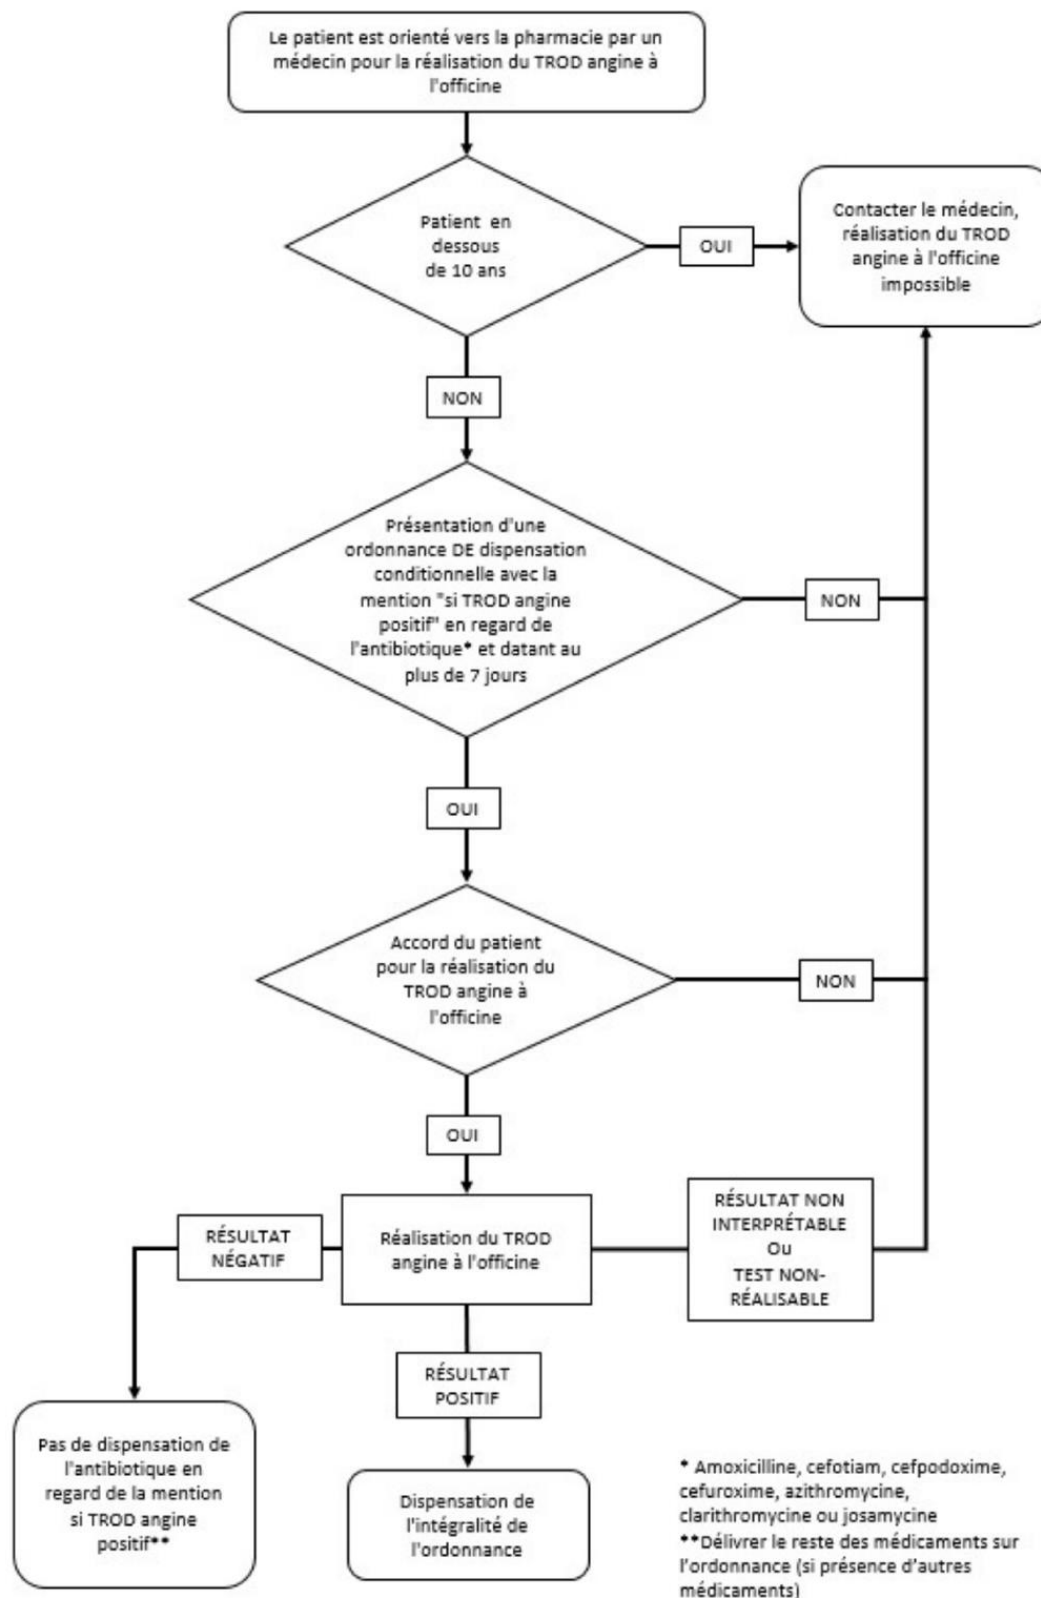 Le patient est orienté vers la pharmacie par un
médecin pour la réalisation du TROD angine à
l'officine
Patient en
dessous
de 10 ans
OUI
Contacter le médecin,
réalisation du TROD
angine à l'officine
impossible
NON
Présentation d'une
ordonnance DE dispensation
conditionnelle avec la
mention "si TROD angine
positif" en regard de
l'antibiotique* et datant au
plus de 7 jours
NON
OUI
Accord du patient
pour la réalisation du
TROD angine à
l'officine
NON
OUI
RÉSULTAT
NÉGATIF
Réalisation du TROD
angine à l'officine
RÉSULTAT NON
INTERPRÉTABLE
Ou
TEST NON-
RÉALISABLE
RÉSULTAT
POSITIF
Pas de dispensation de
l'antibiotique en
regard de la mention
si TROD angine
positif**
Dispensation de
l'intégralité de
l'ordonnance
* Amoxicilline, cefotiam, cefpodoxime,
cefuroxime, azithromycine,
clarithromycine ou josamycine
**Délivrer le reste des médicaments sur
l'ordonnance (si présence d'autres
médicaments)